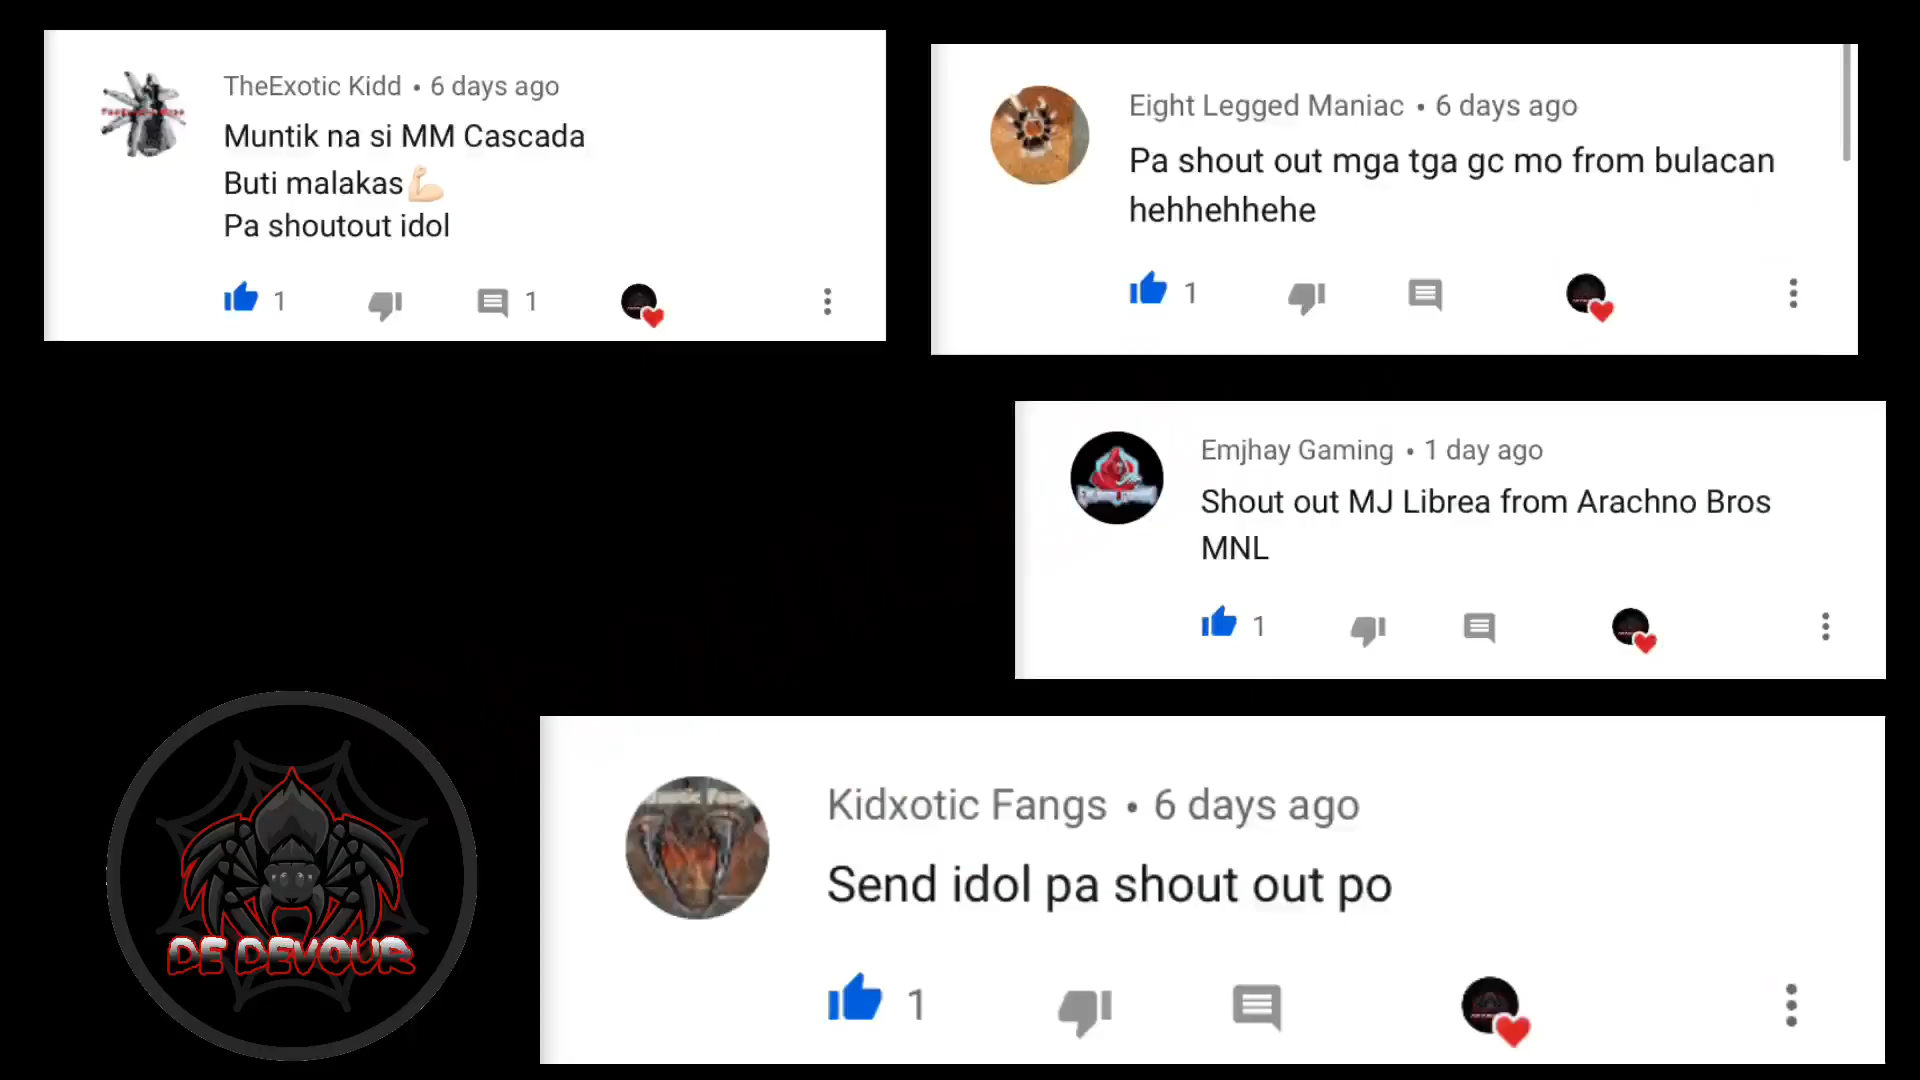 TheExotic Kidd • 6 days ago
Muntik na si MM Cascada
Buti malakas💪🏻
Pa shoutout idol
1
1
Eight Legged Maniac • 6 days ago
Pa shout out mga tga gc mo from bulacan
hehhehhehe
1
Emjhay Gaming • 1 day ago
Shout out MJ Librea from Arachno Bros
MNL
1
Kidxotic Fangs • 6 days ago
Send idol pa shout out po
1
DE DEVOUR